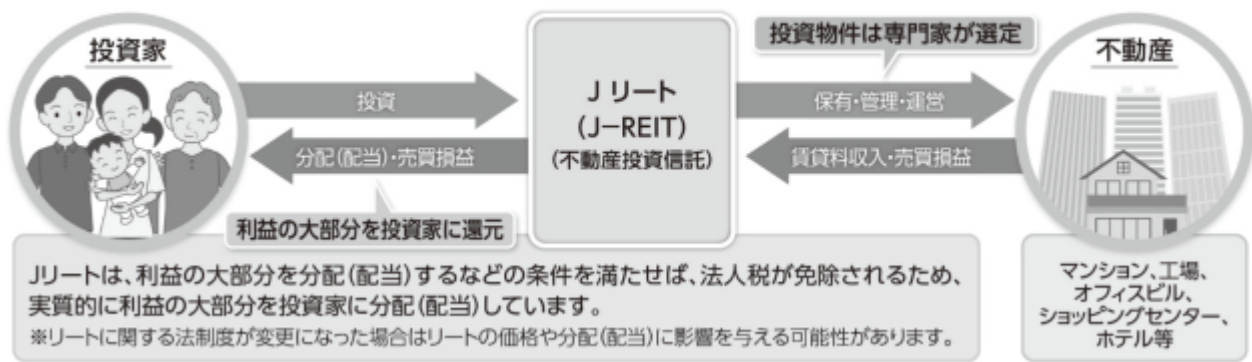 投資家
投資
分配(配当)・売買損益
利益の大部分を投資家に還元
Jリート
(J-REIT)
(不動産投資信託)
投資物件は専門家が選定
保有・管理・運営
賃貸料収入・売買損益
不動産
マンション、工場、
オフィスビル、
ショッピングセンター、
ホテル等
Jリートは、利益の大部分を分配(配当)するなどの条件を満たせば、法人税が免除されるため、
実質的に利益の大部分を投資家に分配(配当)しています。
※リートに関する法制度が変更になった場合はリートの価格や分配(配当)に影響を与える可能性があります。